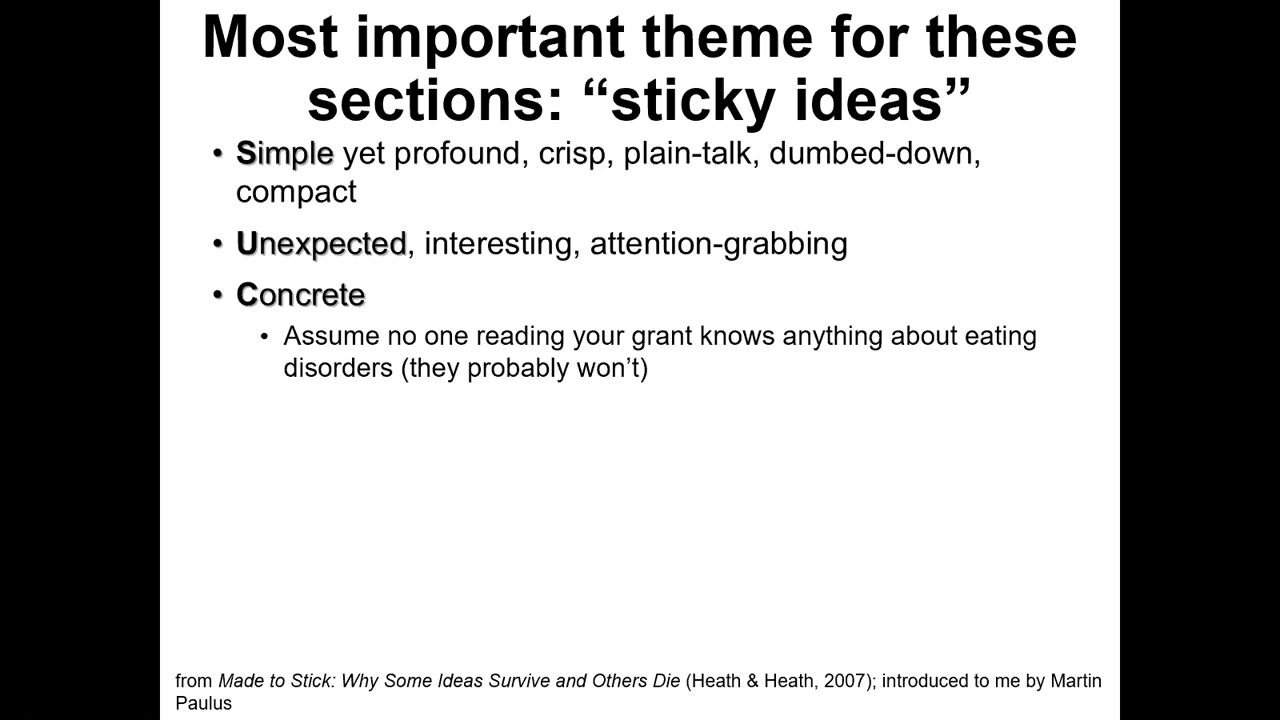 Most important theme for these
sections: “sticky ideas”
• Simple yet profound, crisp, plain-talk, dumbed-down,
compact
• Unexpected, interesting, attention-grabbing
• Concrete
• Assume no one reading your grant knows anything about eating
disorders (they probably won’t)
from Made to Stick: Why Some Ideas Survive and Others Die (Heath & Heath, 2007); introduced to me by Martin
Paulus